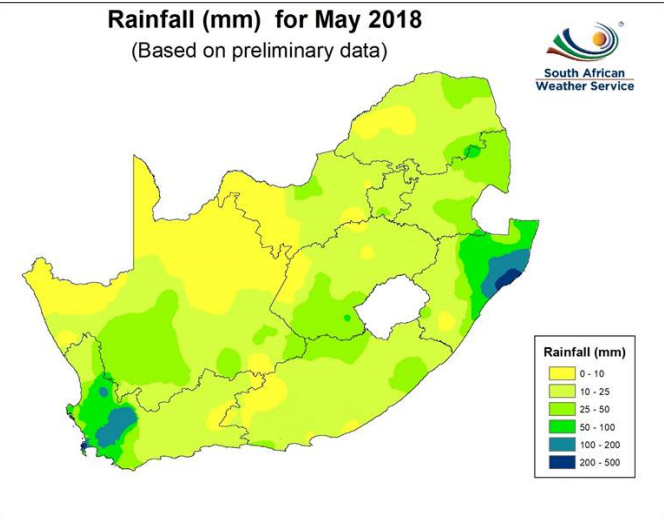 Rainfall (mm)  for May 2018
(Based on preliminary data)
South African
Weather Service
Rainfall (mm)
0 - 10
10 - 25
25 - 50
50 - 100
100 - 200
200 - 500